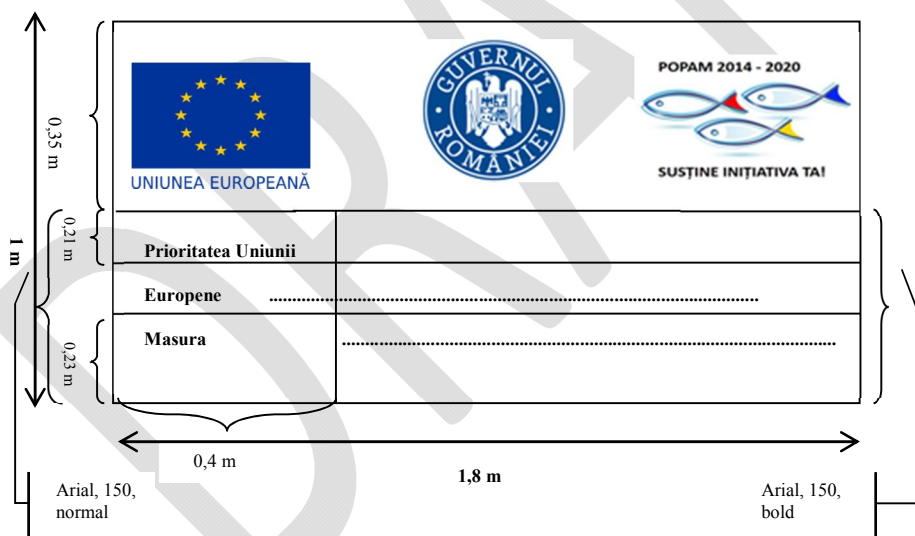 POPAM 2014 - 2020
GUVERNUL ROMÂNIEI
UNIUNEA EUROPEANĂ
SUSȚINE INIȚIATIVA TA!
0,35 m
0,21 m
1 m
0,23 m
Prioritatea Uniunii
Europene ....................................................................................................
Masura ....................................................................................................
0,4 m
1,8 m
Arial, 150,
normal
Arial, 150,
bold